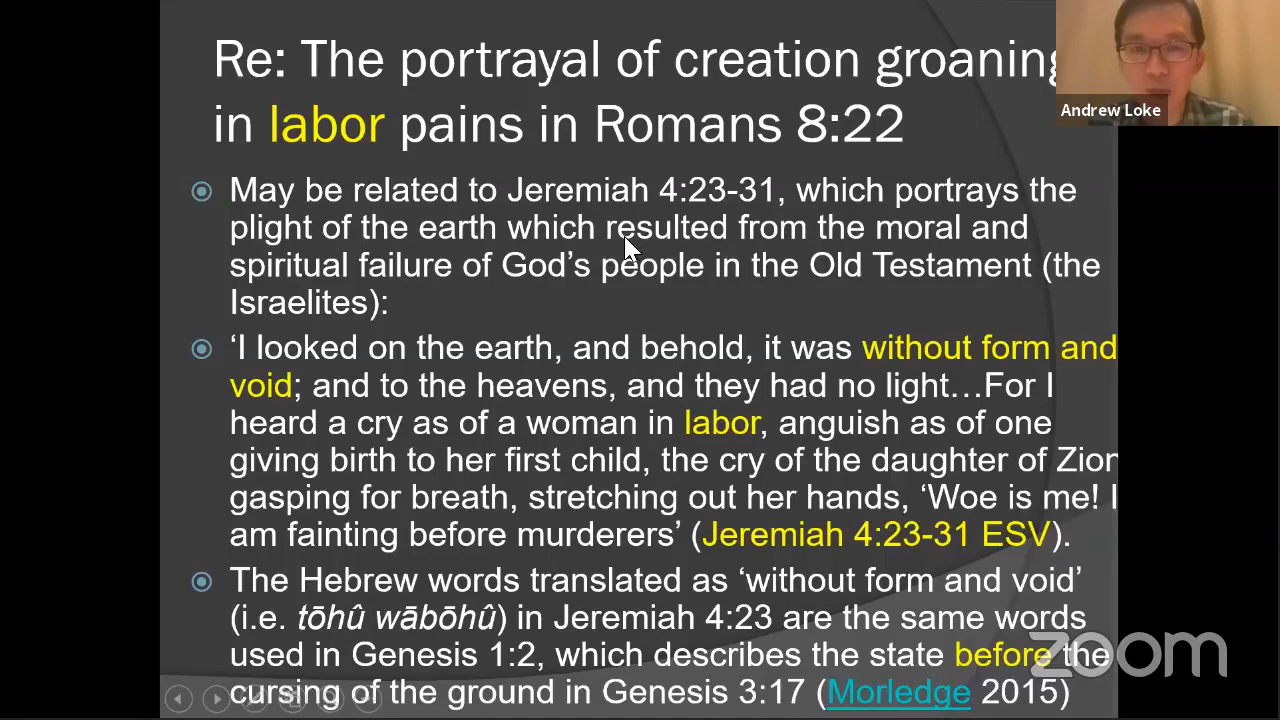 Re: The portrayal of creation groaning
in labor pains in Romans 8:22
Andrew Loke
May be related to Jeremiah 4:23-31, which portrays the
plight of the earth which resulted from the moral and
spiritual failure of God’s people in the Old Testament (the
Israelites):
‘I looked on the earth, and behold, it was without form and
void; and to the heavens, and they had no light…For I
heard a cry as of a woman in labor, anguish as of one
giving birth to her first child, the cry of the daughter of Zion
gasping for breath, stretching out her hands, ‘Woe is me! I
am fainting before murderers’ (Jeremiah 4:23-31 ESV).
The Hebrew words translated as ‘without form and void’
(i.e. tōhû wābōhû) in Jeremiah 4:23 are the same words
used in Genesis 1:2, which describes the state before the
cursing of the ground in Genesis 3:17 (Morledge 2015)
zoom